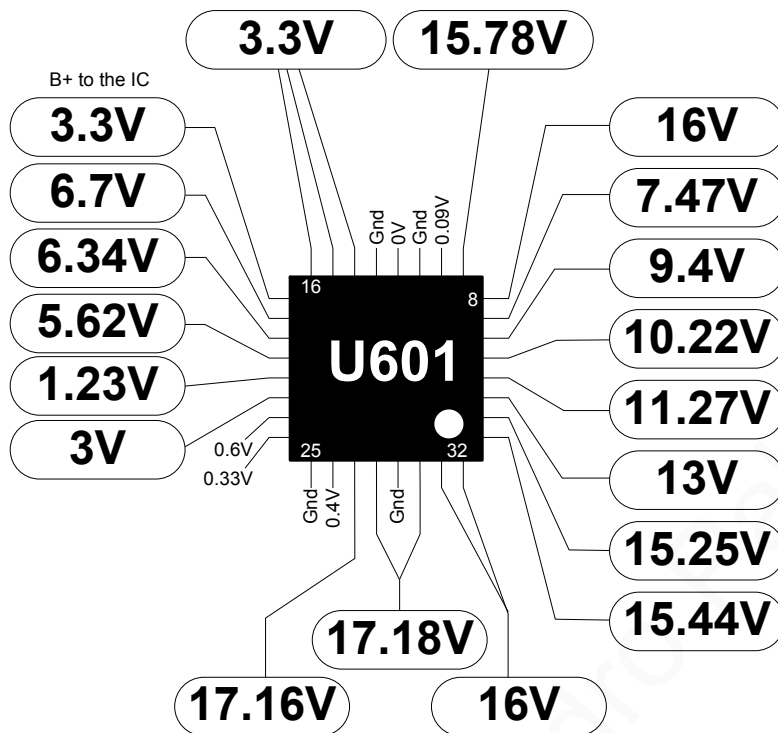 3.3V
15.78V
B+ to the IC
3.3V
16V
6.7V
7.47V
Gnd
0V
Gnd
0.09V
6.34V
9.4V
16
8
5.62V
10.22V
U601
1.23V
11.27V
3V
13V
0.6V
25
32
0.33V
Gnd
0.4V
Gnd
15.25V
15.44V
17.18V
17.16V
16V